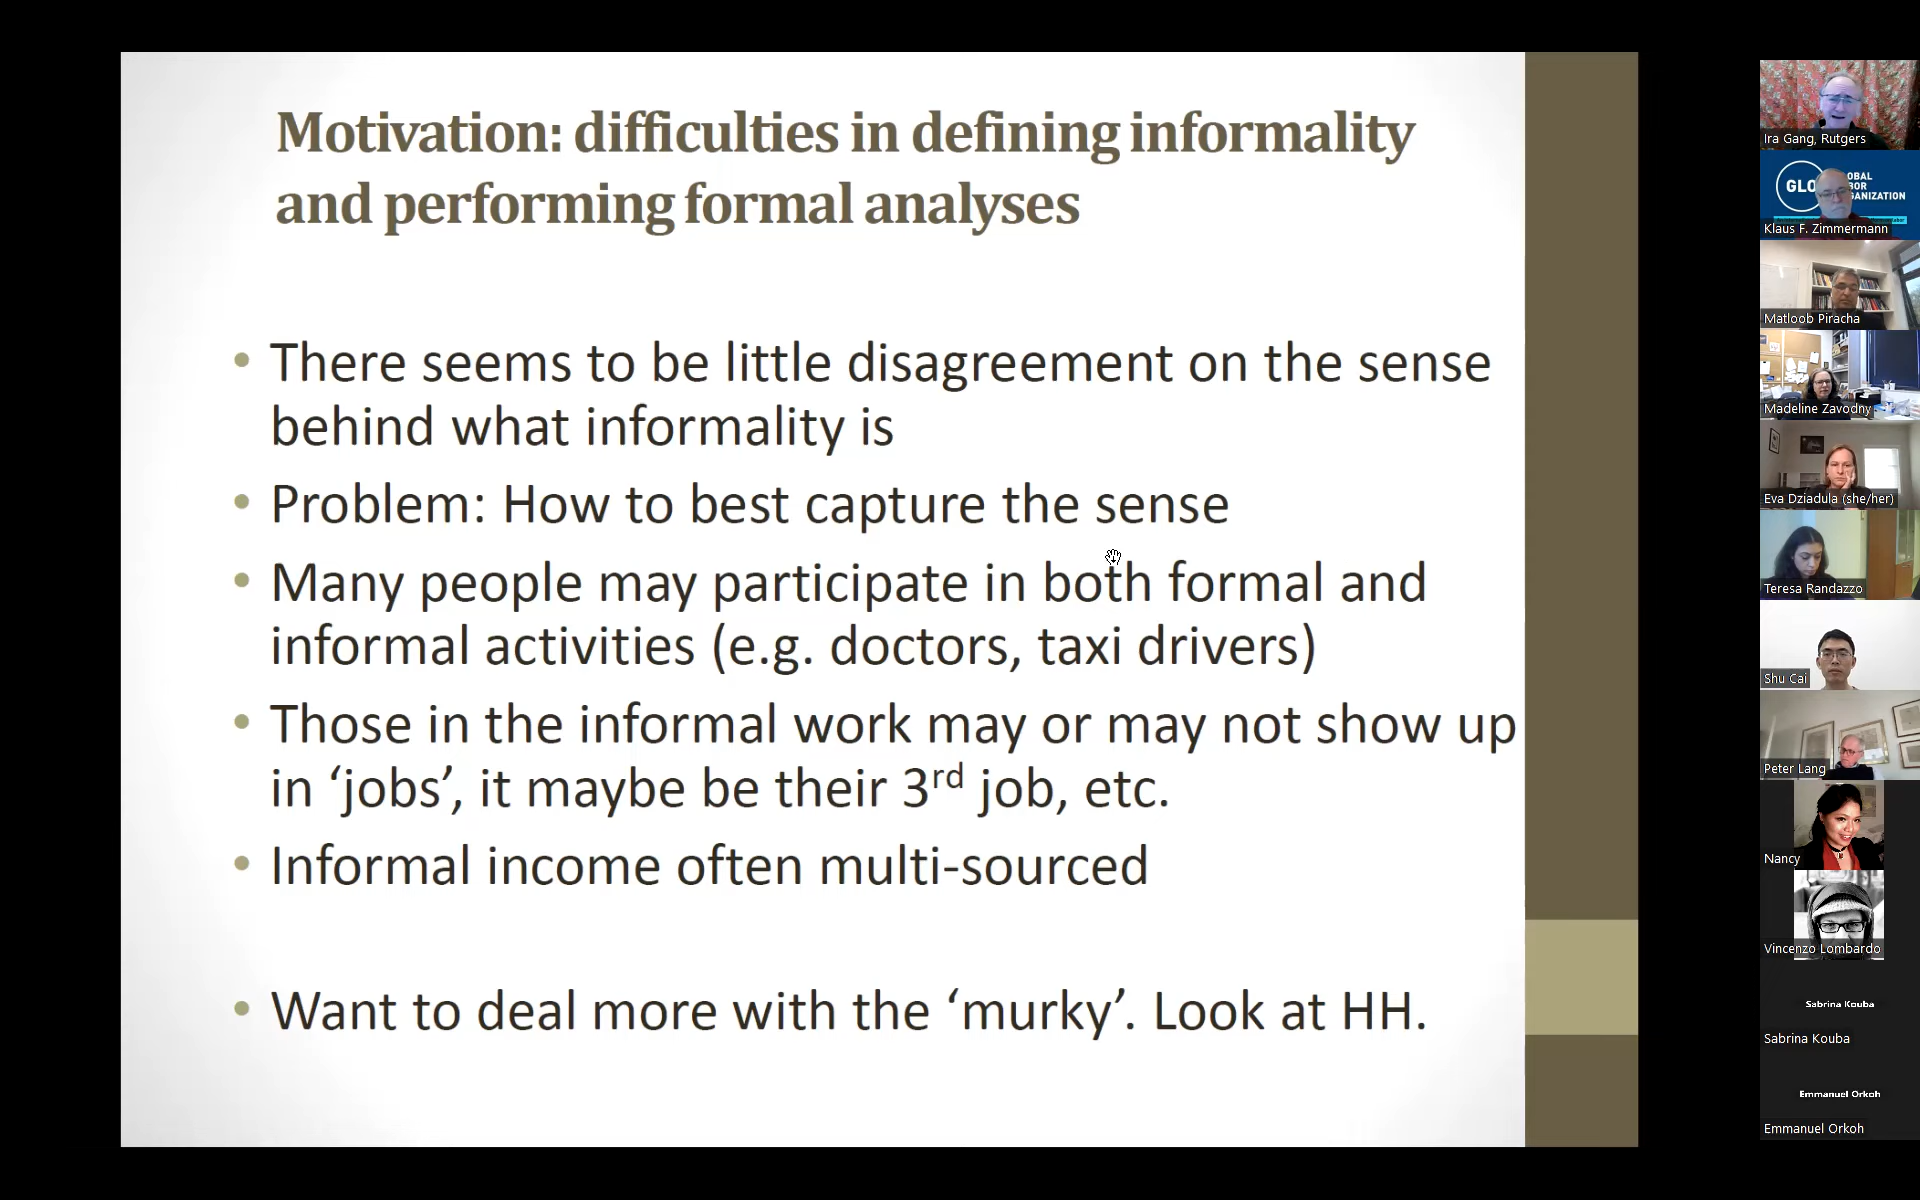 Motivation: difficulties in defining informality
and performing formal analyses
• There seems to be little disagreement on the sense
behind what informality is
• Problem: How to best capture the sense
• Many people may participate in both formal and
informal activities (e.g. doctors, taxi drivers)
• Those in the informal work may or may not show up
in ‘jobs’, it maybe be their 3rd job, etc.
• Informal income often multi-sourced
• Want to deal more with the ‘murky’. Look at HH.
Ira Gang, Rutgers
GLO
OBAL
BOR
GANIZATION
Klaus F. Zimmermann
Matloob Piracha
Madeline Zavodny
Eva Dziadula (she/her)
Teresa Randazzo
Shu Cai
Peter Lang
Nancy
Vincenzo Lombardo
Sabrina Kouba
Sabrina Kouba
Emmanuel Orkoh
Emmanuel Orkoh